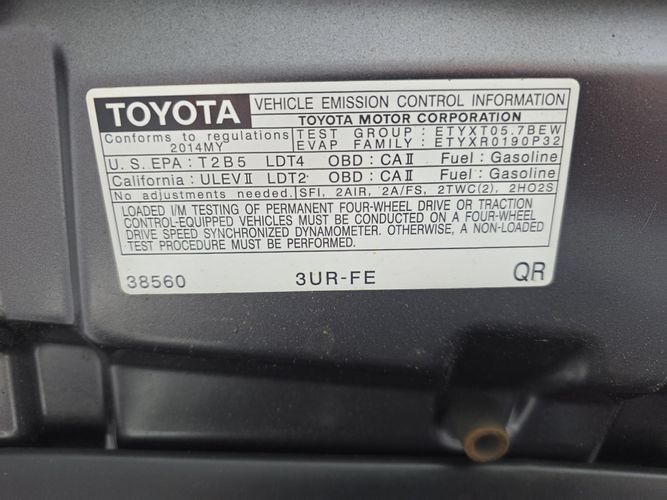 TOYOTA VEHICLE EMISSION CONTROL INFORMATION
TOYOTA MOTOR CORPORATION
Conforms to regulations 2014MY
TEST GROUP : ETYXT05.7BEW
EVAP FAMILY : ETYXR0190P32
U.S. EPA : T2B5 LDT4 OBD : CAⅡ Fuel : Gasoline
California : ULEVⅡ LDT2 OBD : CAⅡ Fuel : Gasoline
No adjustments needed. SFI, 2AIR, 2A/FS, 2TWC(2), 2HO2S
LOADED I/M TESTING OF PERMANENT FOUR-WHEEL DRIVE OR TRACTION
CONTROL-EQUIPPED VEHICLES MUST BE CONDUCTED ON A FOUR-WHEEL
DRIVE SPEED SYNCHRONIZED DYNAMOMETER. OTHERWISE, A NON-LOADED
TEST PROCEDURE MUST BE PERFORMED.
38560 3UR-FE QR